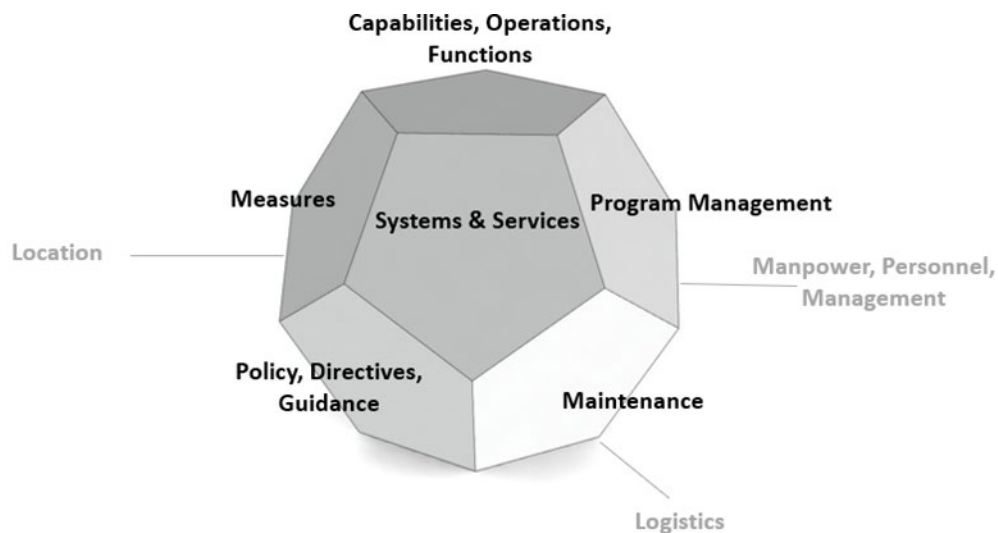 Capabilities, Operations,
Functions
Measures
Systems & Services
Program Management
Location
Manpower, Personnel,
Management
Policy, Directives,
Guidance
Maintenance
Logistics